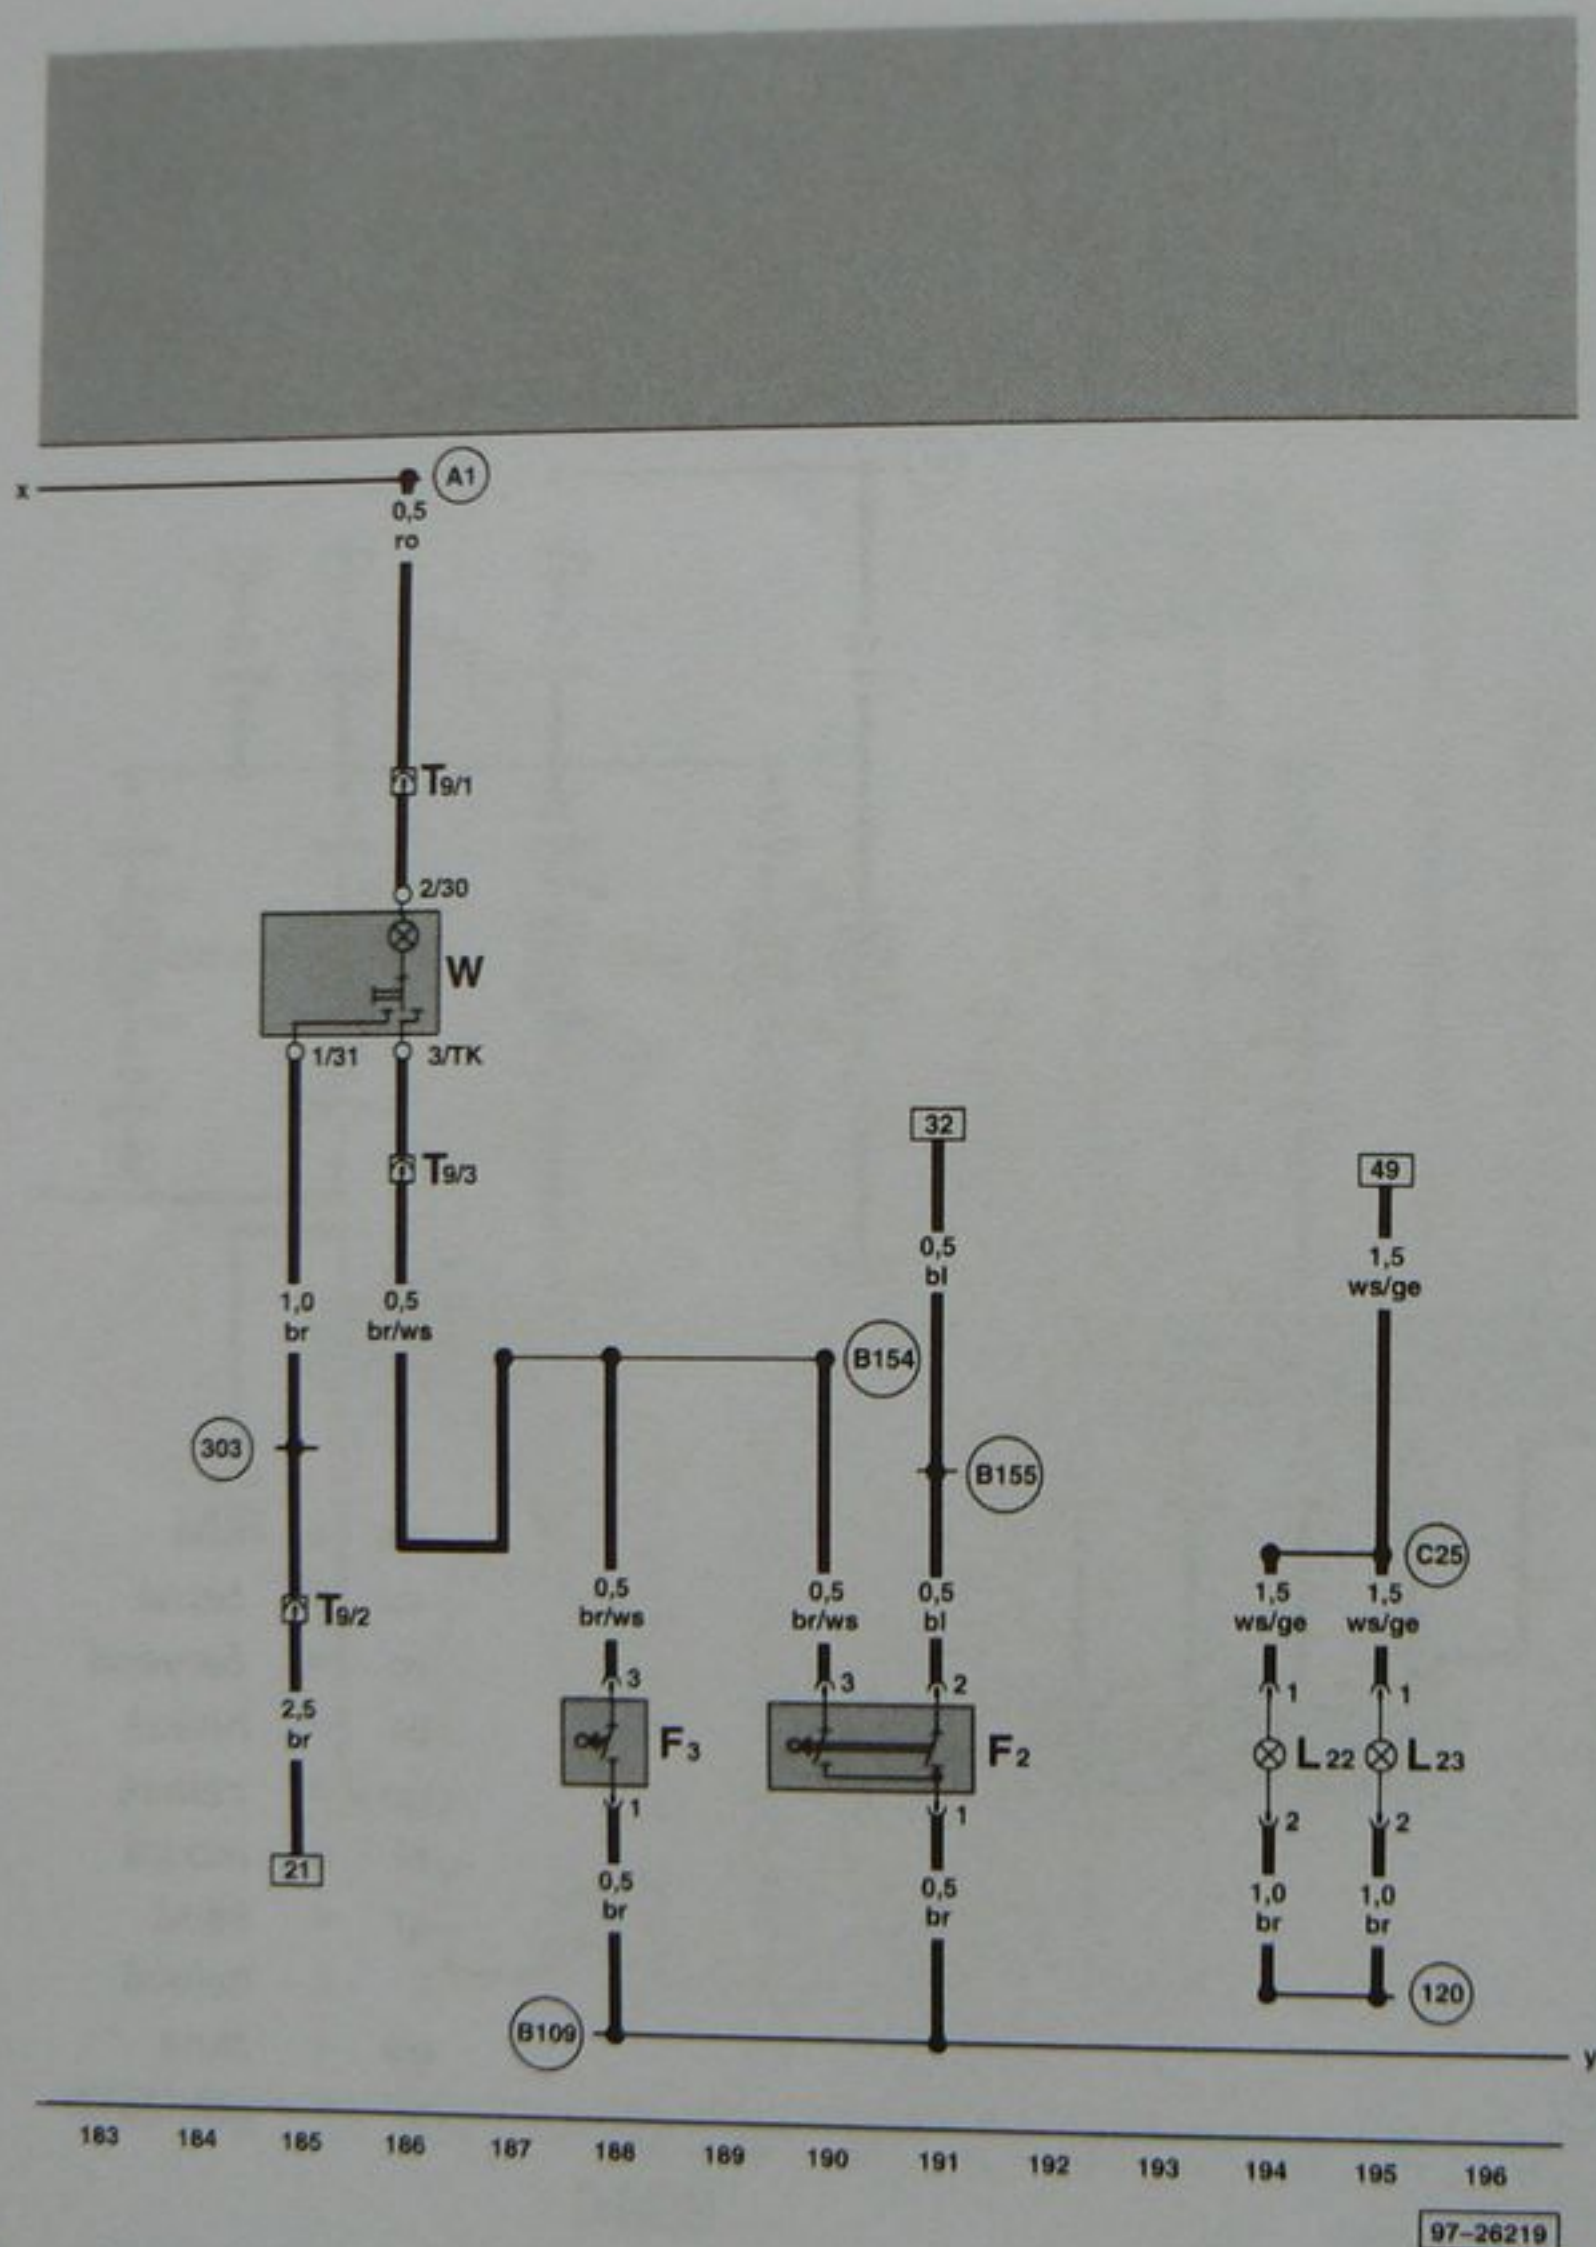 x
A1
0,5
ro
T9/1
2/30
W
1/31
3/TK
32
T9/3
49
0,5
bl
1,5
ws/ge
1,0
br
0,5
br/ws
B154
303
B155
C25
0,5
br/ws
0,5
br/ws
0,5
bl
1,5
ws/ge
1,5
ws/ge
T9/2
3
3
2
1
1
2,5
br
F3
F2
L22
L23
1
1
2
2
21
0,5
br
0,5
br
1,0
br
1,0
br
120
B109
y
183 184 185 186 187 188 189 190 191 192 193 194 195 196
97-26219